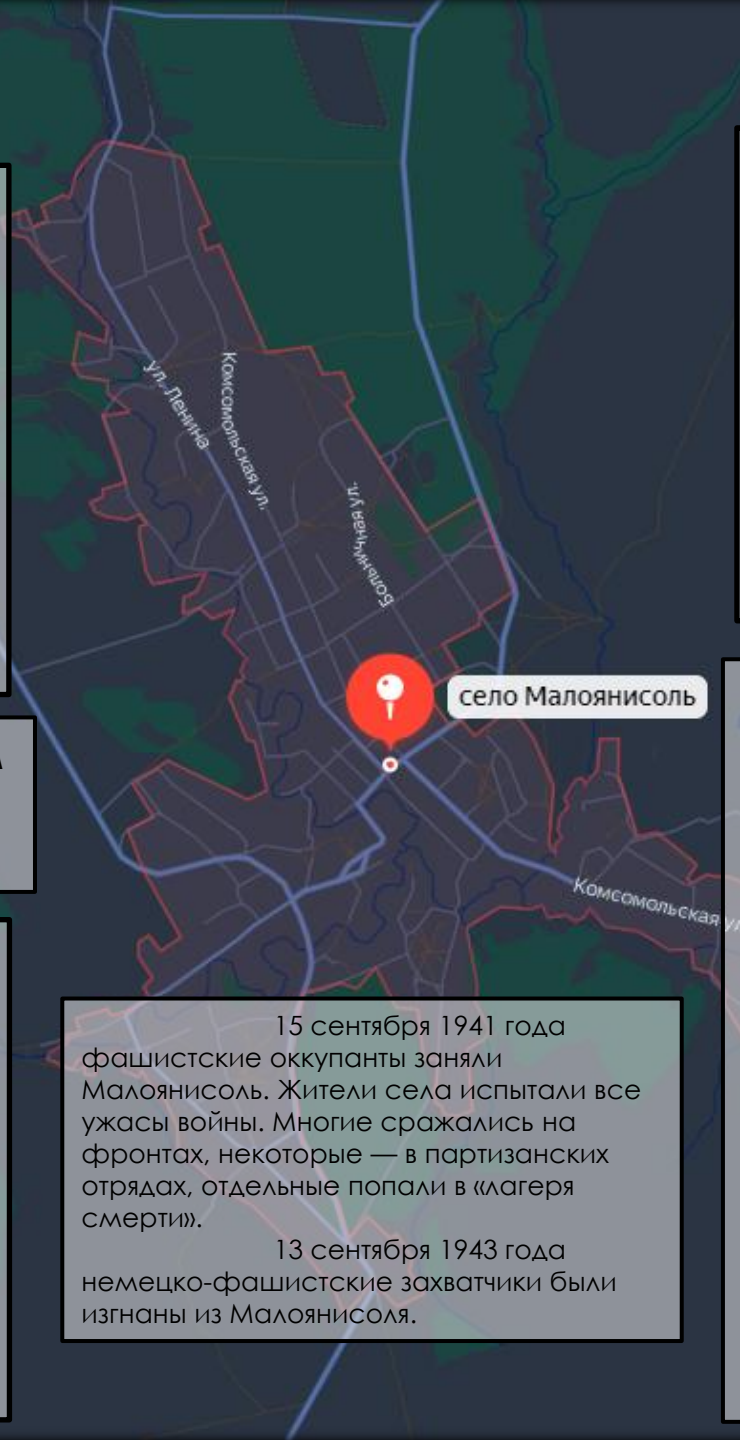 ул. Ленина
Комсомольская ул.
Больничная ул.
село Малоянисоль
Комсомольская ул
15 сентября 1941 года
фашистские оккупанты заняли
Малоянисоль. Жители села испытали все
ужасы войны. Многие сражались на
фронтах, некоторые — в партизанских
отрядах, отдельные попали в «лагеря
смерти».
13 сентября 1943 года
немецко-фашистские захватчики были
изгнаны из Малоянисоля.